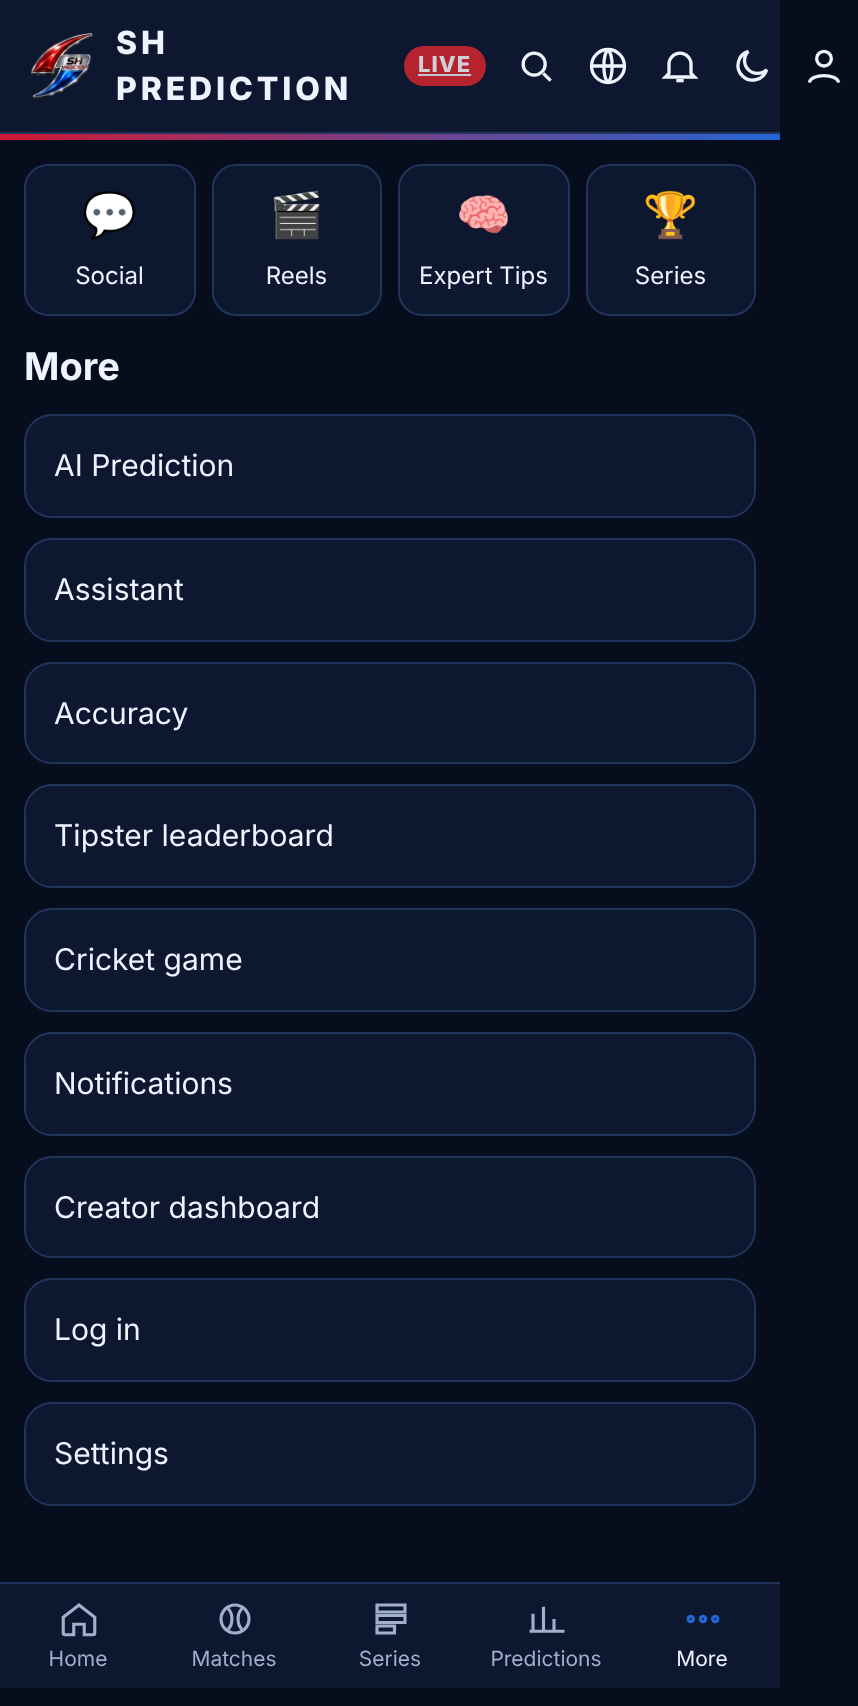 SH
PREDICTION
LIVE
SH
Social
Reels
Expert Tips
Series
More
AI Prediction
Assistant
Accuracy
Tipster leaderboard
Cricket game
Notifications
Creator dashboard
Log in
Settings
Home
Matches
Series
Predictions
More